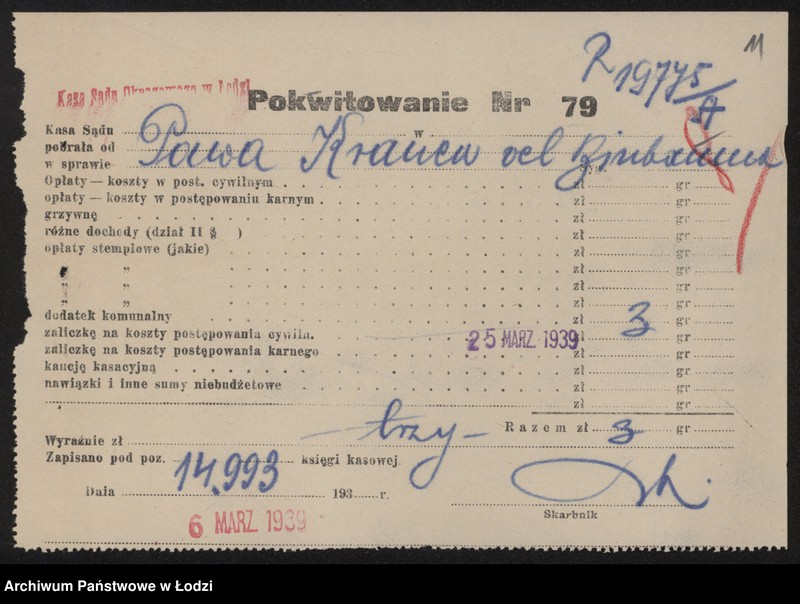 11
R 19775/A
Kasa Sądu Okręgowego w Łodzi
Pokwitowanie Nr 79
Kasa Sądu w
pobrała od Pawa Krauca
w sprawie
Opłaty — koszty w post. cywilnym zł gr
opłaty — koszty w postępowaniu karnym zł gr
grzywnę zł gr
różne dochody (dział II § ) zł gr
opłaty stemplowe (jakie) zł gr
„ „ zł gr
„ „ zł gr
„ „ zł gr
dodatek komunalny zł 3 gr
zaliczkę na koszty postępowania cywiln. zł gr
25 MARZ. 1939
zaliczkę na koszty postępowania karnego zł gr
kaucję kasacyjną zł gr
nawiązki i inne sumy niebudżetowe zł gr
zł gr
Razem zł 3 gr
Wyraźnie zł — trzy —
Zapisano pod poz. 14.993 księgi kasowej.
Dnia 193 r.
6 MARZ. 1939
Skarbnik
Archiwum Państwowe w Łodzi